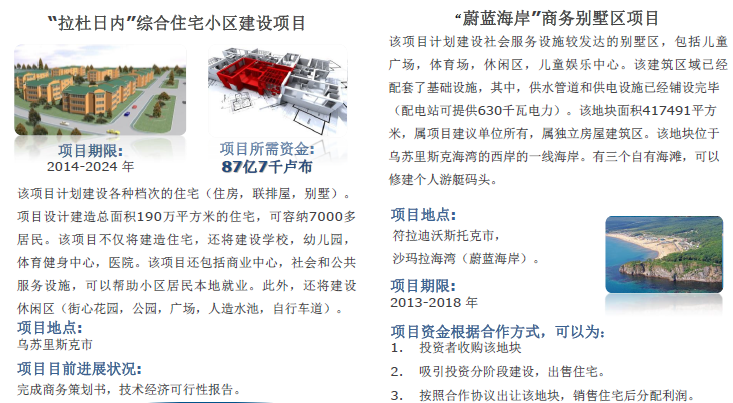 “拉杜日内”综合住宅小区建设项目
项目期限:
2014-2024 年
项目所需资金:
87亿7千卢布
该项目计划建设各种档次的住宅（住房，联排屋，别墅）。
项目设计建造总面积190万平方米的住宅，可容纳7000多
居民。该项目不仅将建造住宅，还将建设学校，幼儿园，
体育健身中心，医院。该项目还包括商业中心，社会和公共
服务设施，可以帮助小区居民本地就业。此外，还将建设
休闲区（街心花园，公园，广场，人造水池，自行车道）。
项目地点:
乌苏里斯克市
项目目前进展状况:
完成商务策划书，技术经济可行性报告。
“蔚蓝海岸”商务别墅区项目
该项目计划建设社会服务设施较发达的别墅区，包括儿童
广场，体育场，休闲区，儿童娱乐中心。该建筑区域已经
配套了基础设施，其中，供水管道和供电设施已经铺设完毕
（配电站可提供630千瓦电力）。该地块面积417491平方
米，属项目建议单位所有，属独立房屋建筑区。该地块位于
乌苏里斯克海湾的西岸的一线海岸。有三个自有海滩，可以
修建个人游艇码头。
项目地点:
符拉迪沃斯托克市，
沙玛拉海湾（蔚蓝海岸）。
项目期限:
2013-2018 年
项目资金根据合作方式，可以为:
1. 投资者收购该地块
2. 吸引投资分阶段建设，出售住宅。
3. 按照合作协议出让该地块，销售住宅后分配利润。